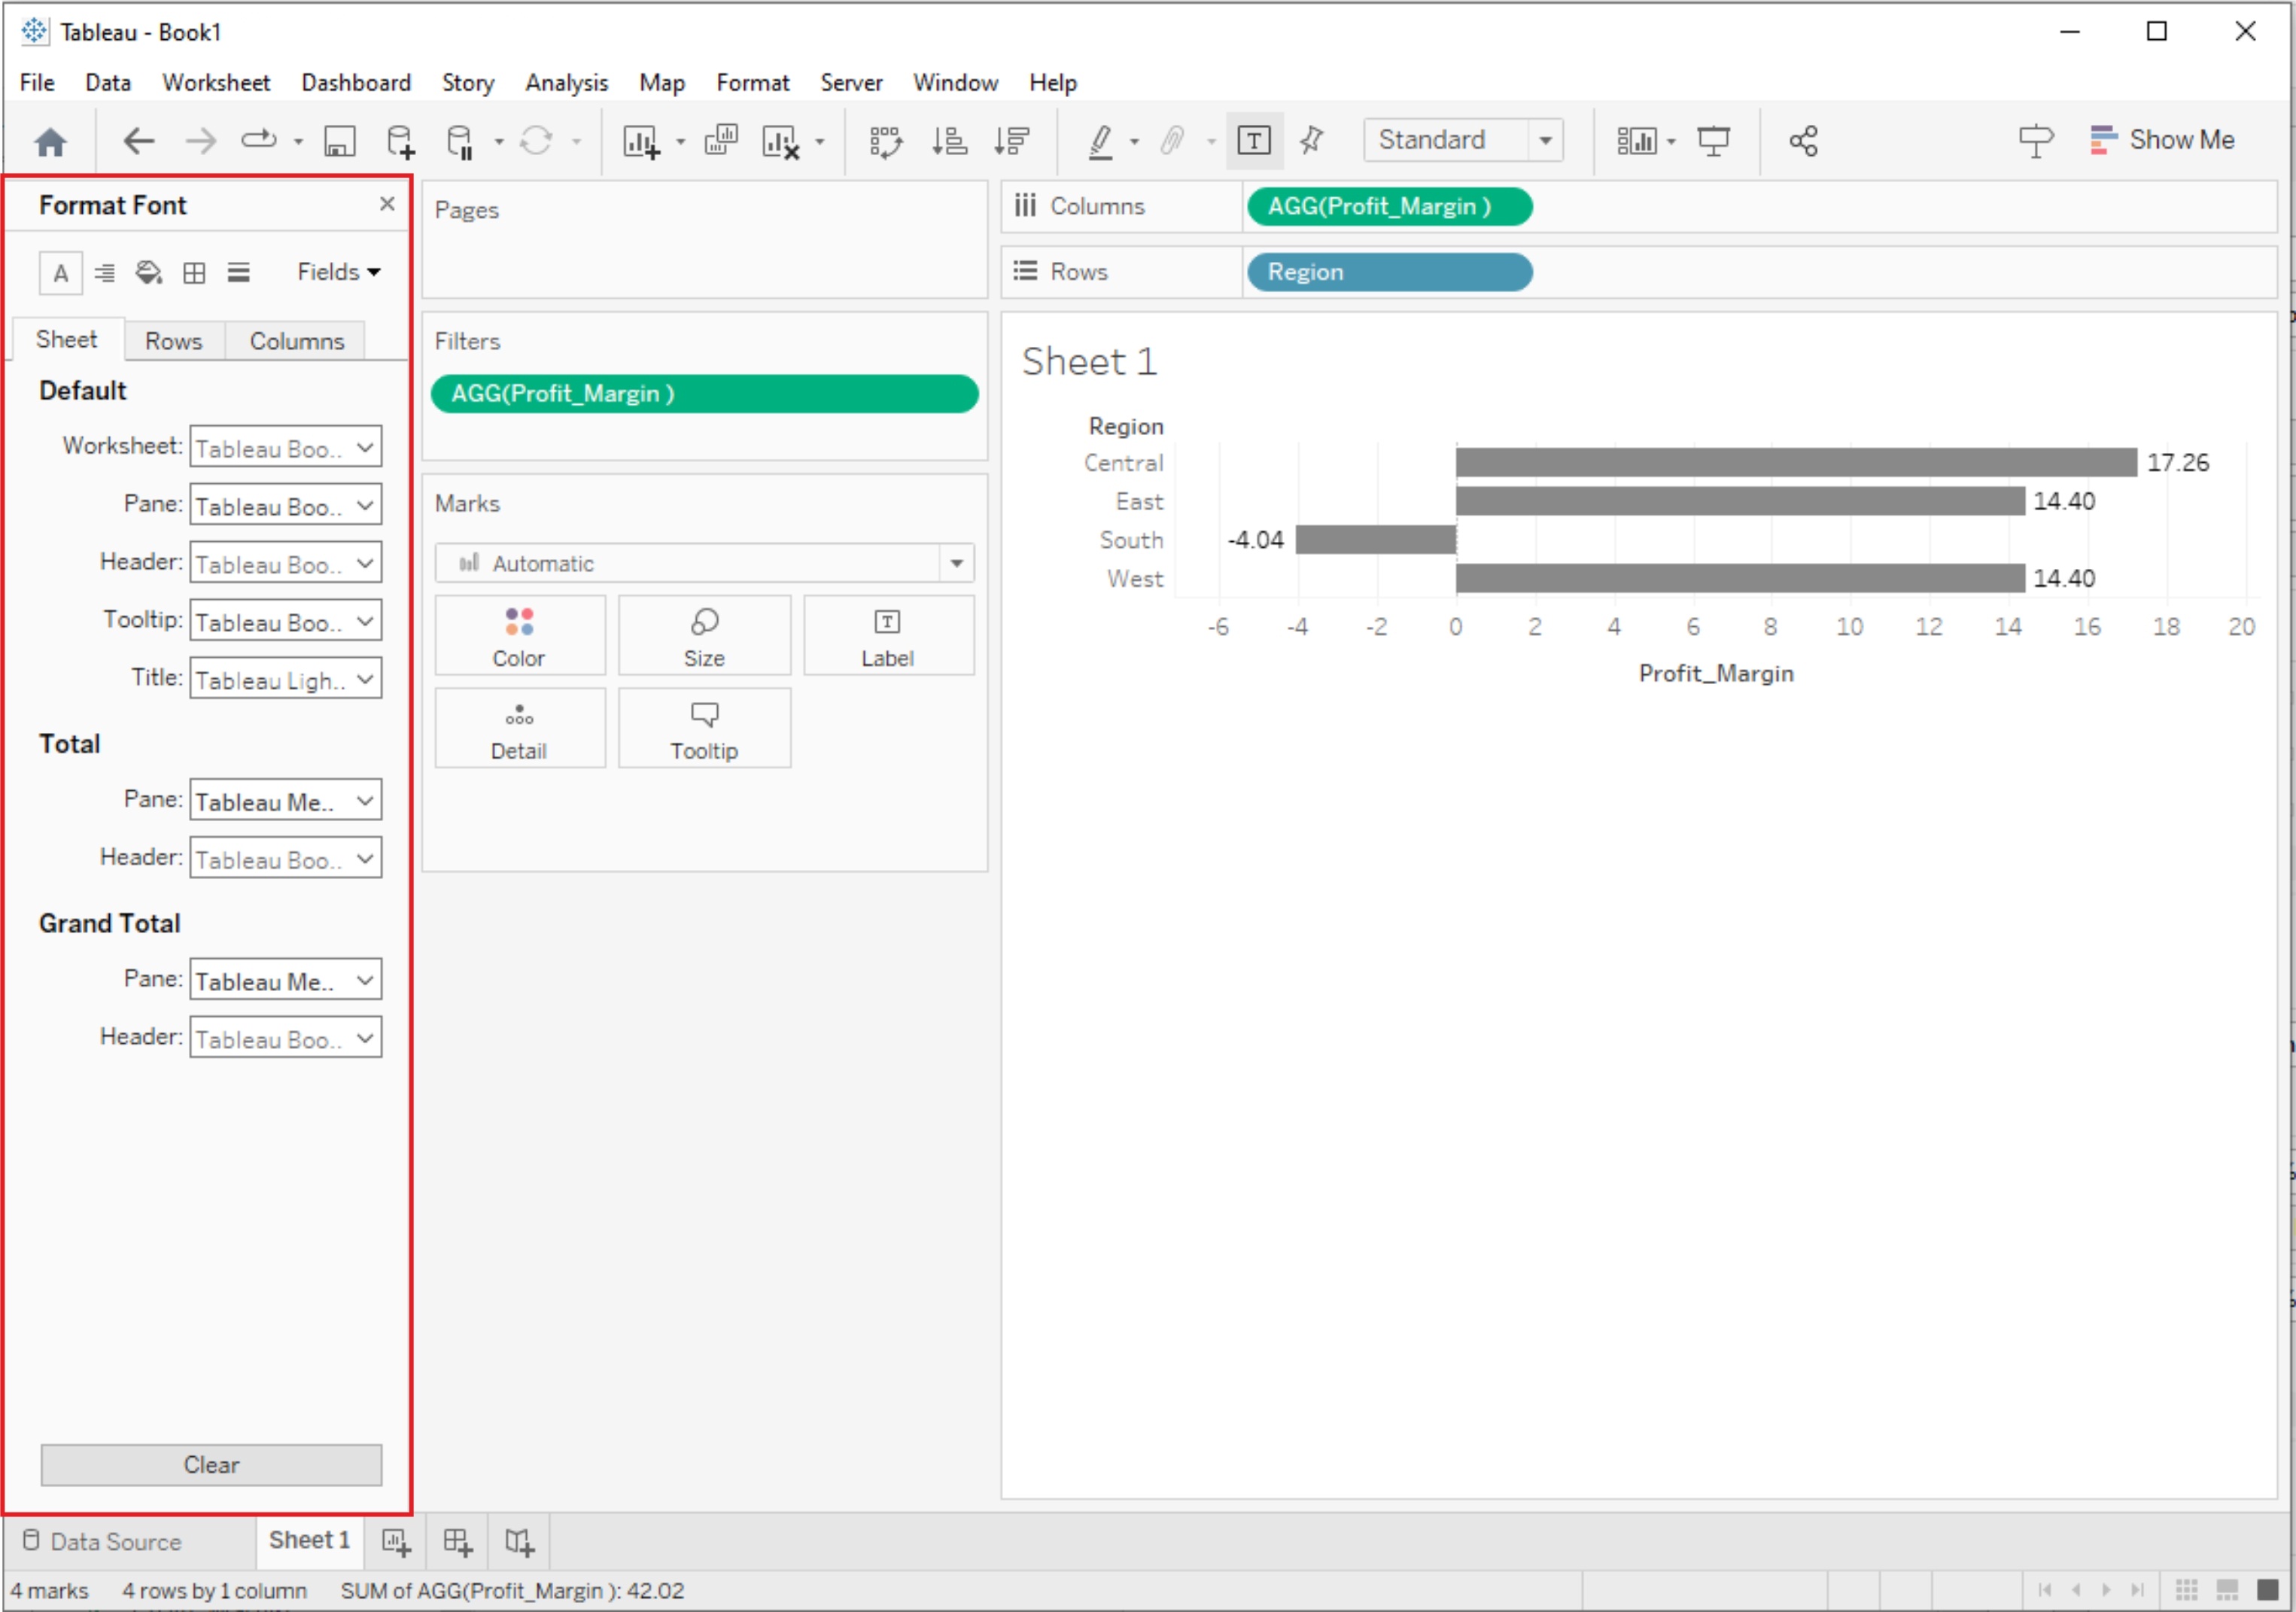 Tableau - Book1
File Data Worksheet Dashboard Story Analysis Map Format Server Window Help
Standard
Show Me
Format Font
A
Fields
Sheet Rows Columns
Default
Worksheet: Tableau Boo..
Pane: Tableau Boo..
Header: Tableau Boo..
Tooltip: Tableau Boo..
Title: Tableau Ligh..
Total
Pane: Tableau Me..
Header: Tableau Boo..
Grand Total
Pane: Tableau Me..
Header: Tableau Boo..
Clear
Pages
Filters
AGG(Profit_Margin )
Marks
Automatic
Color Size Label
Detail Tooltip
Columns AGG(Profit_Margin )
Rows Region
Sheet 1
Region
Central 17.26
East 14.40
South -4.04
West 14.40
-6 -4 -2 0 2 4 6 8 10 12 14 16 18 20
Profit_Margin
Data Source Sheet 1
4 marks 4 rows by 1 column SUM of AGG(Profit_Margin ): 42.02